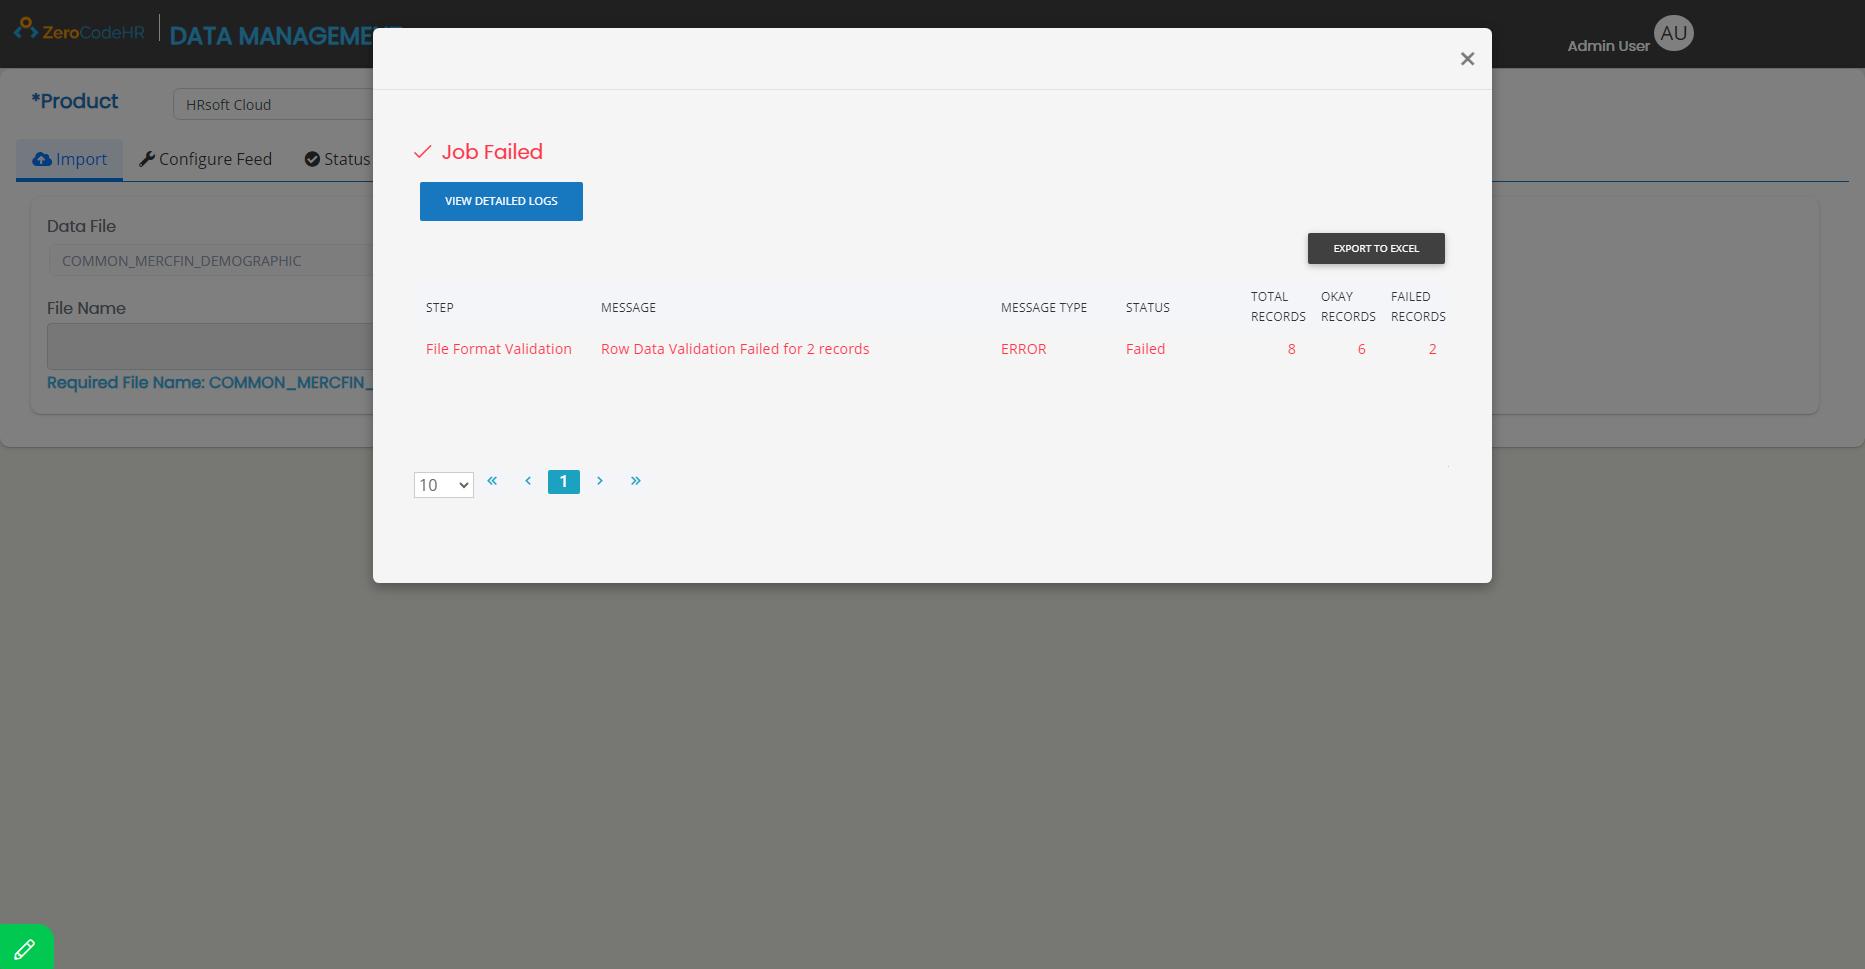 ZeroCodeHR
DATA MANAGEMENT
Admin User
AU
*Product
HRsoft Cloud
Import
Configure Feed
Status
Data File
COMMON_MERCFIN_DEMOGRAPHIC
File Name
Required File Name: COMMON_MERCFIN_
×
Job Failed
VIEW DETAILED LOGS
EXPORT TO EXCEL
STEP MESSAGE MESSAGE TYPE STATUS TOTAL RECORDS OKAY RECORDS FAILED RECORDS
File Format Validation Row Data Validation Failed for 2 records ERROR Failed 8 6 2
10 « ‹ 1 › »